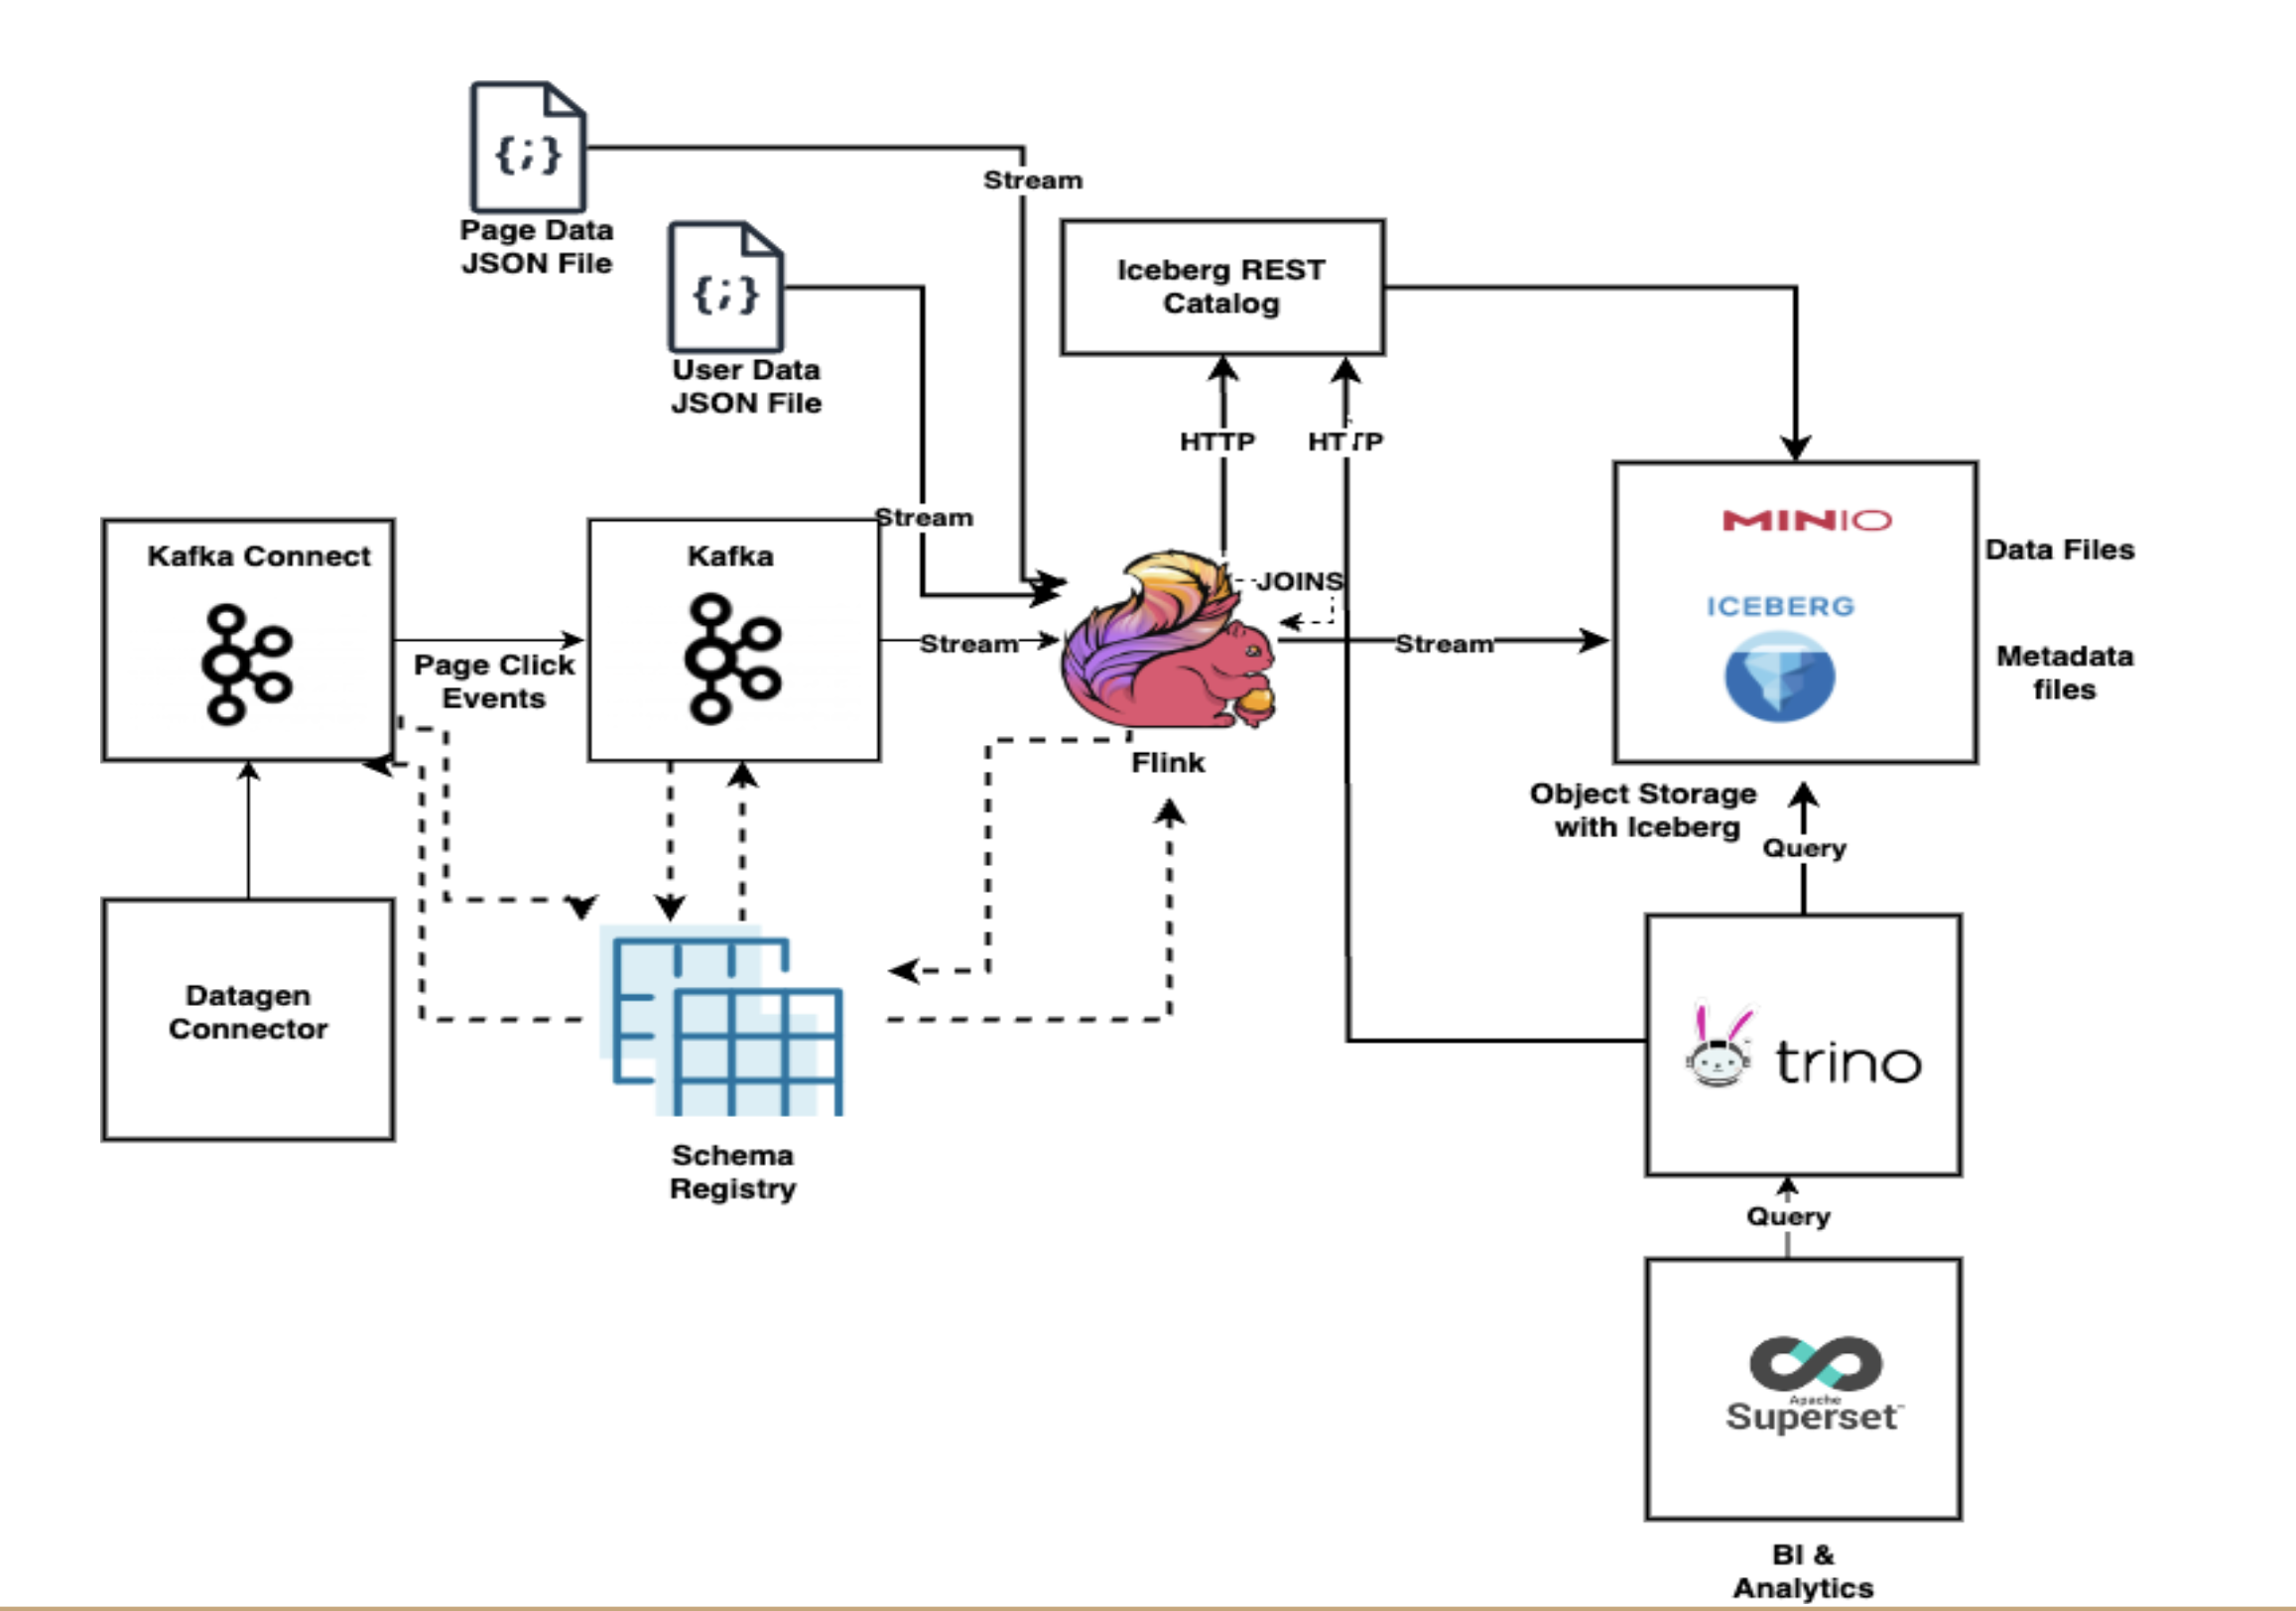 {;}
Page Data
JSON File
Stream
{;}
User Data
JSON File
Iceberg REST
Catalog
HTTP
HTTP
Stream
Kafka Connect
Kafka
Page Click
Events
Stream
JOINS
Flink
Stream
MINIO
ICEBERG
Data Files
Metadata
files
Object Storage
with Iceberg
Query
Datagen
Connector
Schema
Registry
trino
Query
Apache
Superset
BI &
Analytics